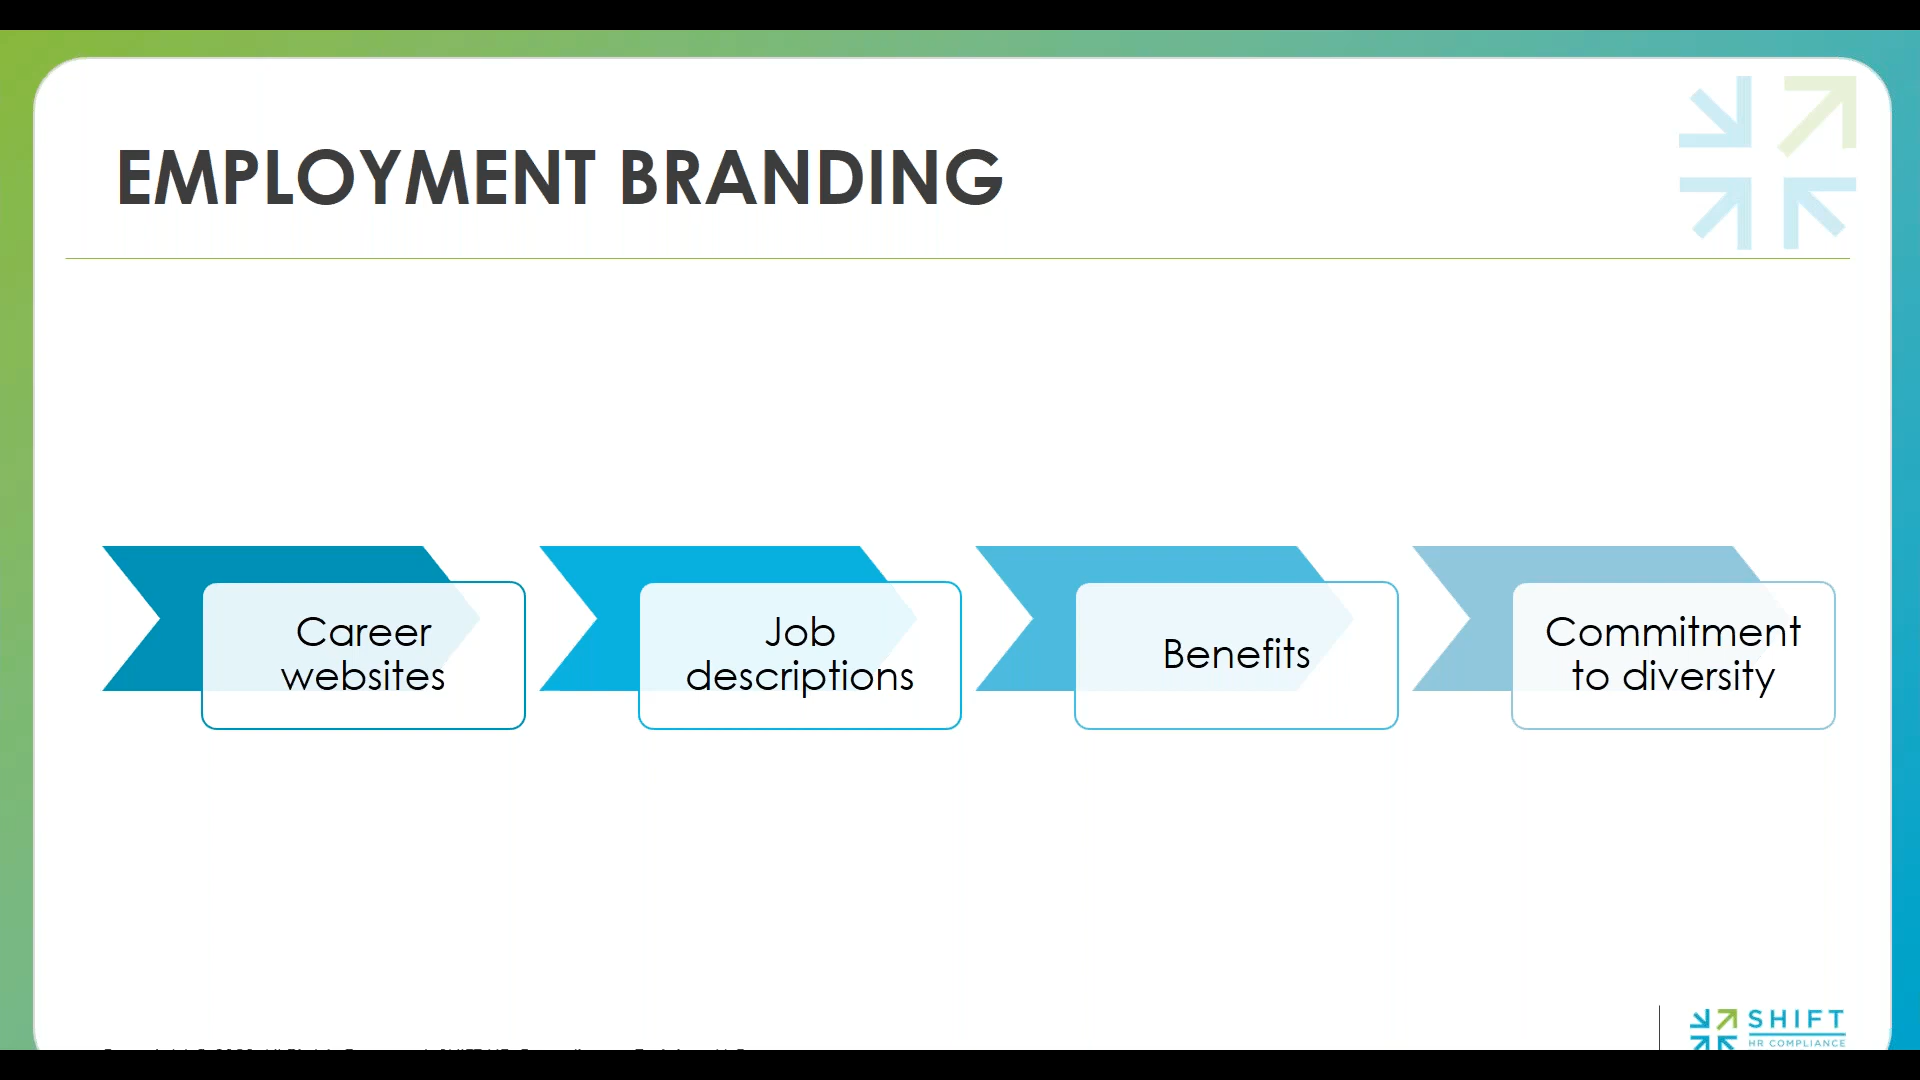 EMPLOYMENT BRANDING
Career
websites
Job
descriptions
Benefits
Commitment
to diversity
SHIFT
HR COMPLIANCE